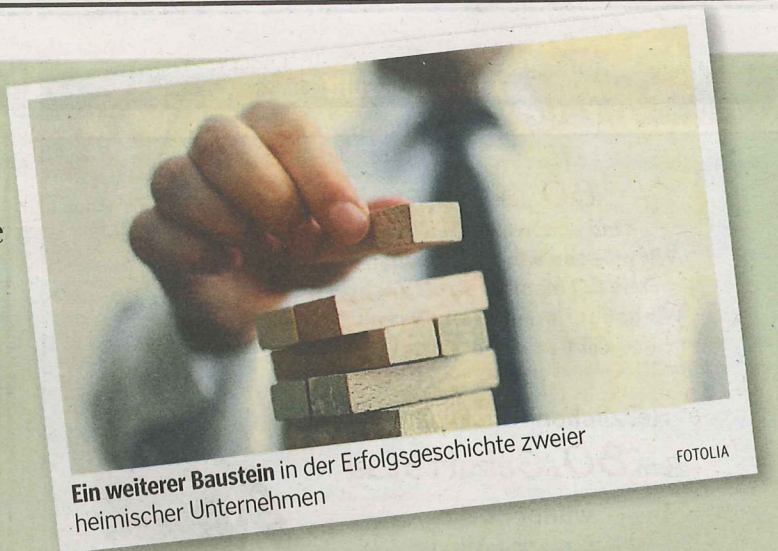 Ein weiterer Baustein in der Erfolgsgeschichte zweier
heimischer Unternehmen
FOTOLIA